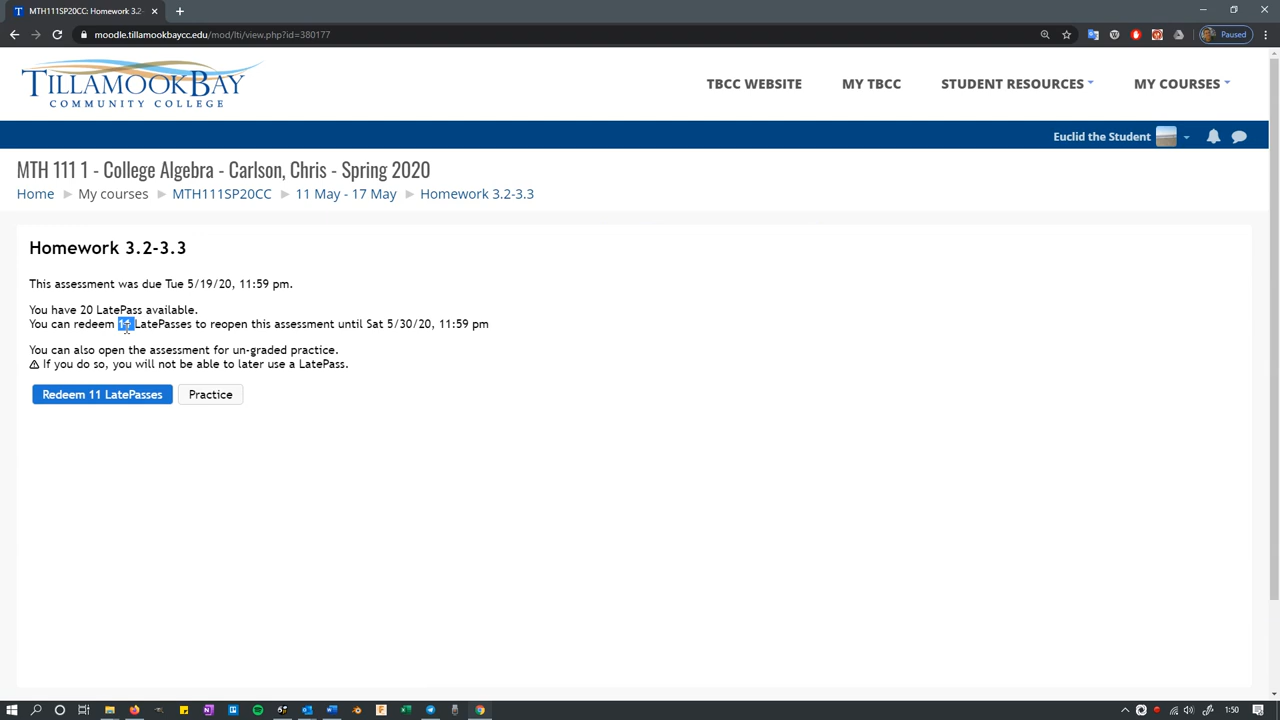 MTH111SP20CC: Homework 3.2-
moodle.tillamookbaycc.edu/mod/lti/view.php?id=380177
Paused
TILLAMOOK BAY
COMMUNITY COLLEGE
TBCC WEBSITE
MY TBCC
STUDENT RESOURCES
MY COURSES
Euclid the Student
MTH 111 1 - College Algebra - Carlson, Chris - Spring 2020
Home ► My courses ► MTH111SP20CC ► 11 May - 17 May ► Homework 3.2-3.3
Homework 3.2-3.3
This assessment was due Tue 5/19/20, 11:59 pm.
You have 20 LatePass available.
You can redeem 11 LatePasses to reopen this assessment until Sat 5/30/20, 11:59 pm
You can also open the assessment for un-graded practice.
⚠ If you do so, you will not be able to later use a LatePass.
Redeem 11 LatePasses
Practice
1:50